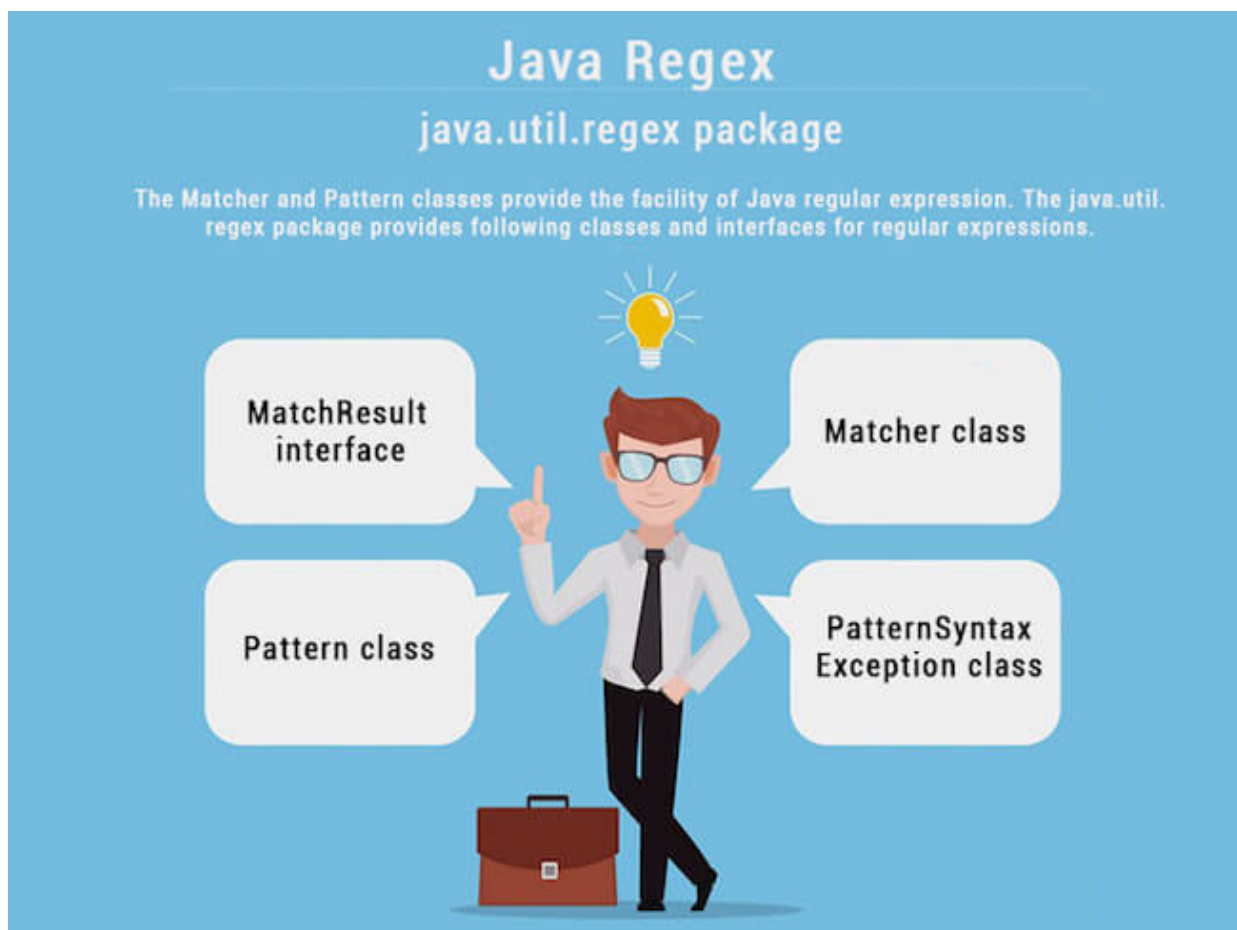 Java Regex
java.util.regex package
The Matcher and Pattern classes provide the facility of Java regular expression. The java.util.
regex package provides following classes and interfaces for regular expressions.
MatchResult
interface
Matcher class
Pattern class
PatternSyntax
Exception class